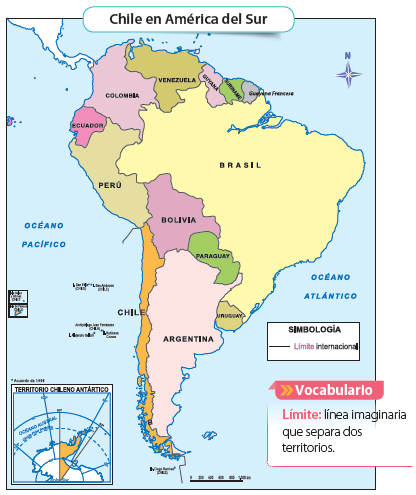 Chile en América del Sur
N
VENEZUELA
COLOMBIA
GUYANA
SURINAME
Guayana Francesa
ECUADOR
BRASIL
PERÚ
OCÉANO
PACÍFICO
BOLIVIA
PARAGUAY
OCÉANO
ATLÁNTICO
CHILE
URUGUAY
ARGENTINA
SIMBOLOGÍA
Límite internacional
TERRITORIO CHILENO ANTÁRTICO
Vocabulario
Límite: línea imaginaria
que separa dos
territorios.